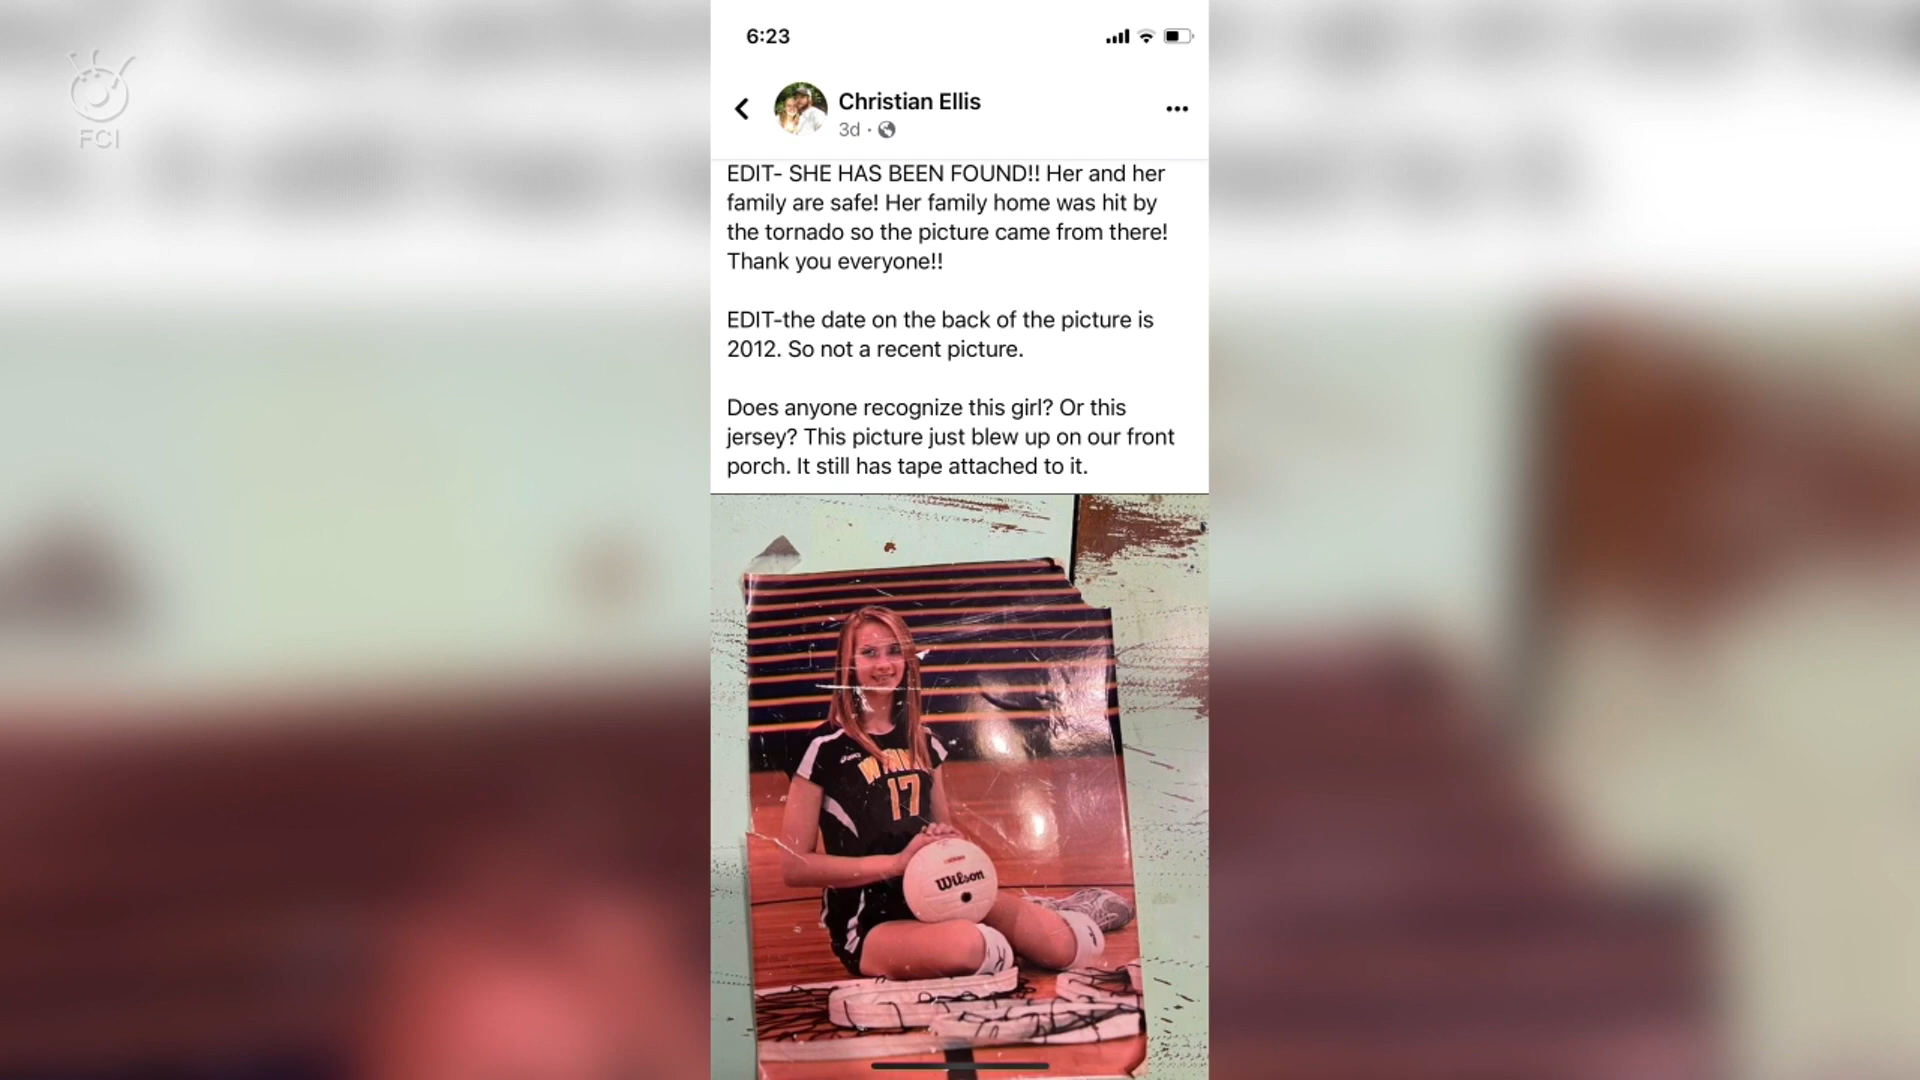 FCI
6:23
Christian Ellis
3d ·
EDIT- SHE HAS BEEN FOUND!! Her and her
family are safe! Her family home was hit by
the tornado so the picture came from there!
Thank you everyone!!
EDIT-the date on the back of the picture is
2012. So not a recent picture.
Does anyone recognize this girl? Or this
jersey? This picture just blew up on our front
porch. It still has tape attached to it.
17
Wilson